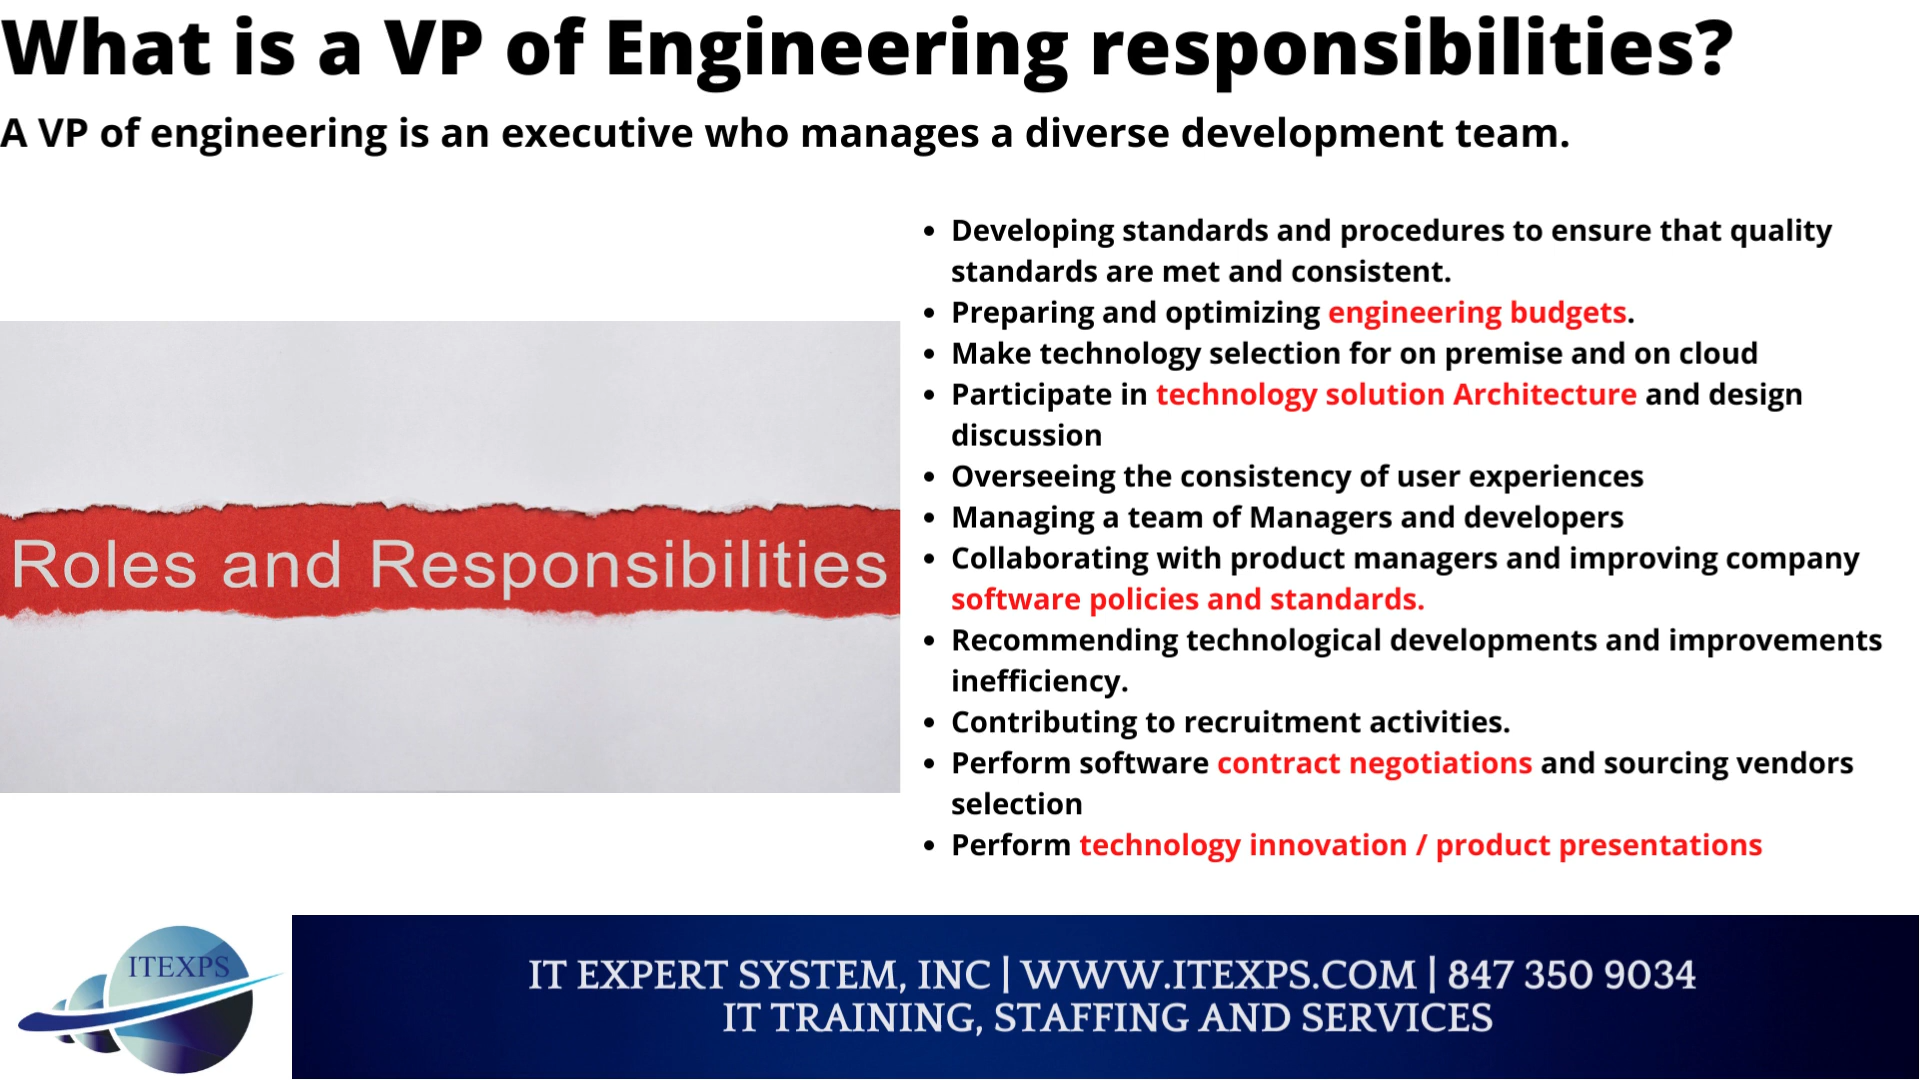 What is a VP of Engineering responsibilities?
A VP of engineering is an executive who manages a diverse development team.
Roles and Responsibilities
• Developing standards and procedures to ensure that quality
standards are met and consistent.
• Preparing and optimizing engineering budgets.
• Make technology selection for on premise and on cloud
• Participate in technology solution Architecture and design
discussion
• Overseeing the consistency of user experiences
• Managing a team of Managers and developers
• Collaborating with product managers and improving company
software policies and standards.
• Recommending technological developments and improvements
inefficiency.
• Contributing to recruitment activities.
• Perform software contract negotiations and sourcing vendors
selection
• Perform technology innovation / product presentations
ITEXPS
IT EXPERT SYSTEM, INC | WWW.ITEXPS.COM | 847 350 9034
IT TRAINING, STAFFING AND SERVICES